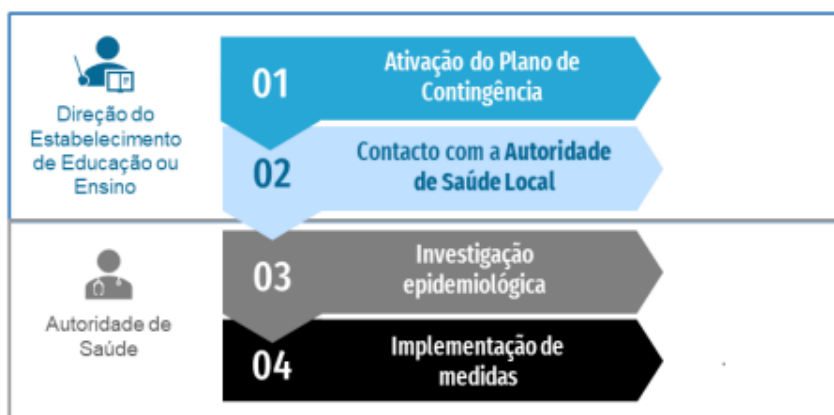 Direção do
Estabelecimento
de Educação ou
Ensino
01
Ativação do Plano de
Contingência
02
Contacto com a Autoridade
de Saúde Local
Autoridade de
Saúde
03
Investigação
epidemiológica
04
Implementação de
medidas